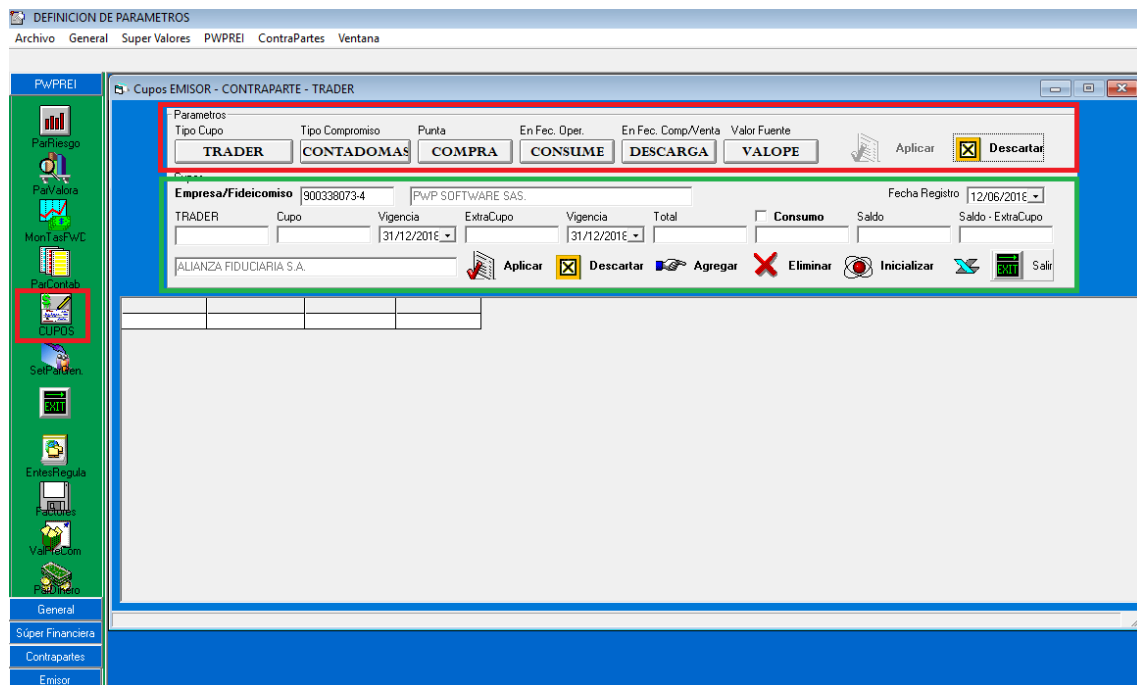 DEFINICION DE PARAMETROS
Archivo General Super Valores PWPREI ContraPartes Ventana
PWPREI
Cupos EMISOR - CONTRAPARTE - TRADER
Parametros
Tipo Cupo Tipo Compromiso Punta En Fec. Oper. En Fec. Comp/Venta Valor Fuente
TRADER CONTADOMAS COMPRA CONSUME DESCARGA VALOPE Aplicar Descartar
Cupos
Empresa/Fideicomiso 900338073-4 PWP SOFTWARE SAS. Fecha Registro 12/06/2018
TRADER Cupo Vigencia ExtraCupo Vigencia Total Consumo Saldo Saldo - ExtraCupo
31/12/2018 31/12/2018
ALIANZA FIDUCIARIA S.A. Aplicar Descartar Agregar Eliminar Inicializar EXIT Salir
ParRiesgo
ParValora
MonTasFWD
ParContab
CUPOS
SetParGen.
EXIT
EntesRegula
Factores
ValPreCom
ParDinero
General
Súper Financiera
Contrapartes
Emisor